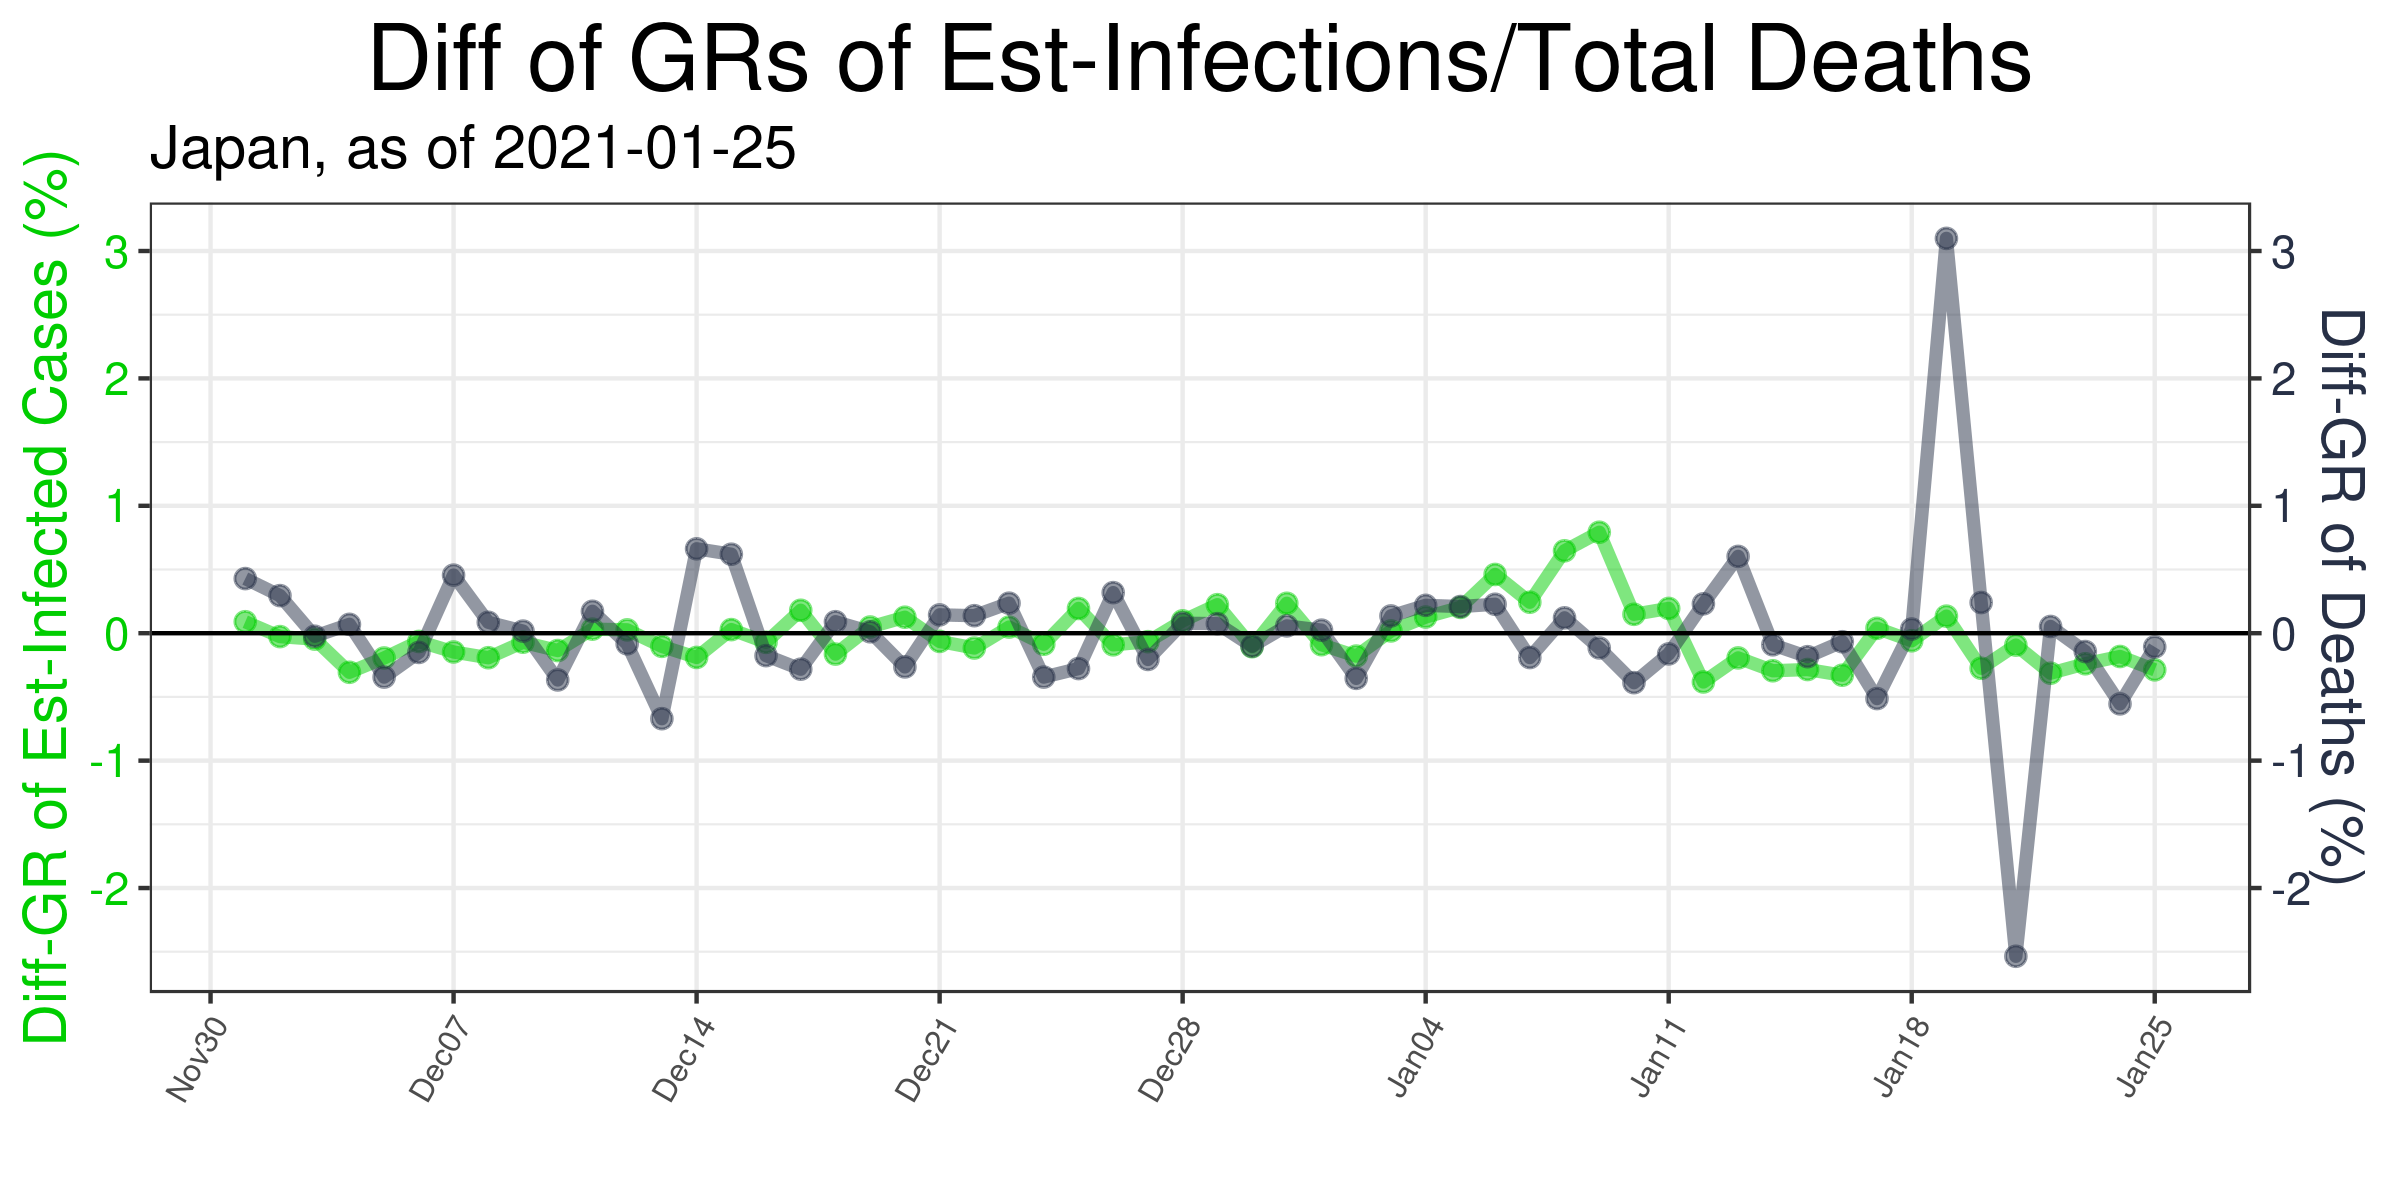 Diff of GRs of Est-Infections/Total Deaths
Japan, as of 2021-01-25
Diff-GR of Est-Infected Cases (%)
3
2
1
0
-1
-2
3
2
1
0
-1
-2
Diff-GR of Deaths (%)
Nov30
Dec07
Dec14
Dec21
Dec28
Jan04
Jan11
Jan18
Jan25